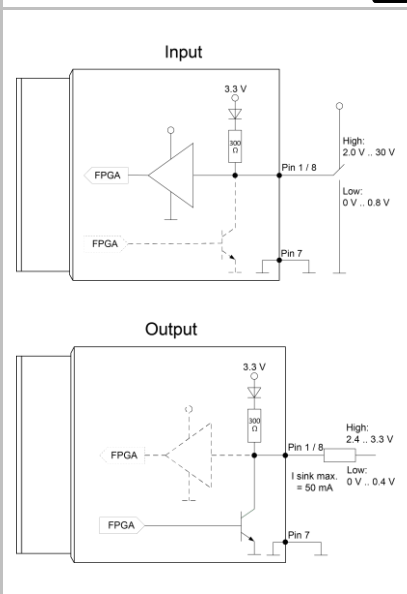 Input
3.3 V
300
Ω
High:
2.0 V .. 30 V
FPGA
Pin 1 / 8
Low:
0 V .. 0.8 V
FPGA
Pin 7
Output
3.3 V
300
Ω
High:
2.4 .. 3.3 V
FPGA
Pin 1 / 8
I sink max.
= 50 mA
Low:
0 V .. 0.4 V
FPGA
Pin 7